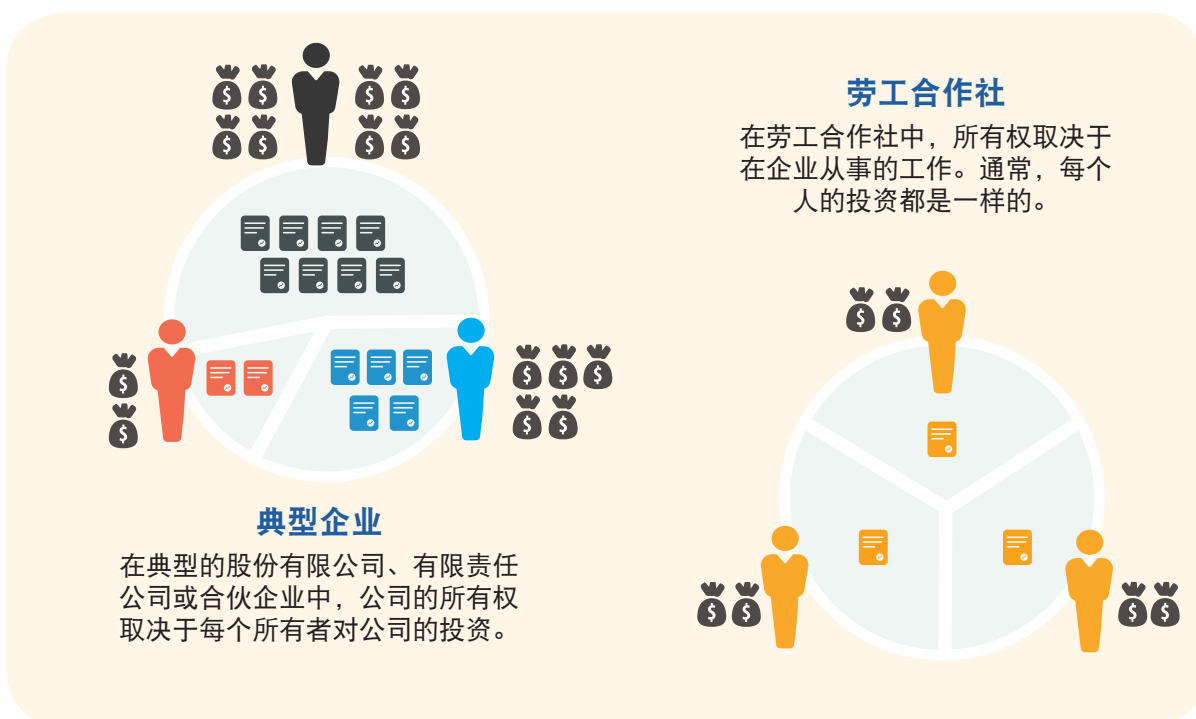 典型企业
在典型的股份有限公司、有限责任
公司或合伙企业中，公司的所有权
取决于每个所有者对公司的投资。
劳工合作社
在劳工合作社中，所有权取决于
在企业从事的工作。通常，每个
人的投资都是一样的。